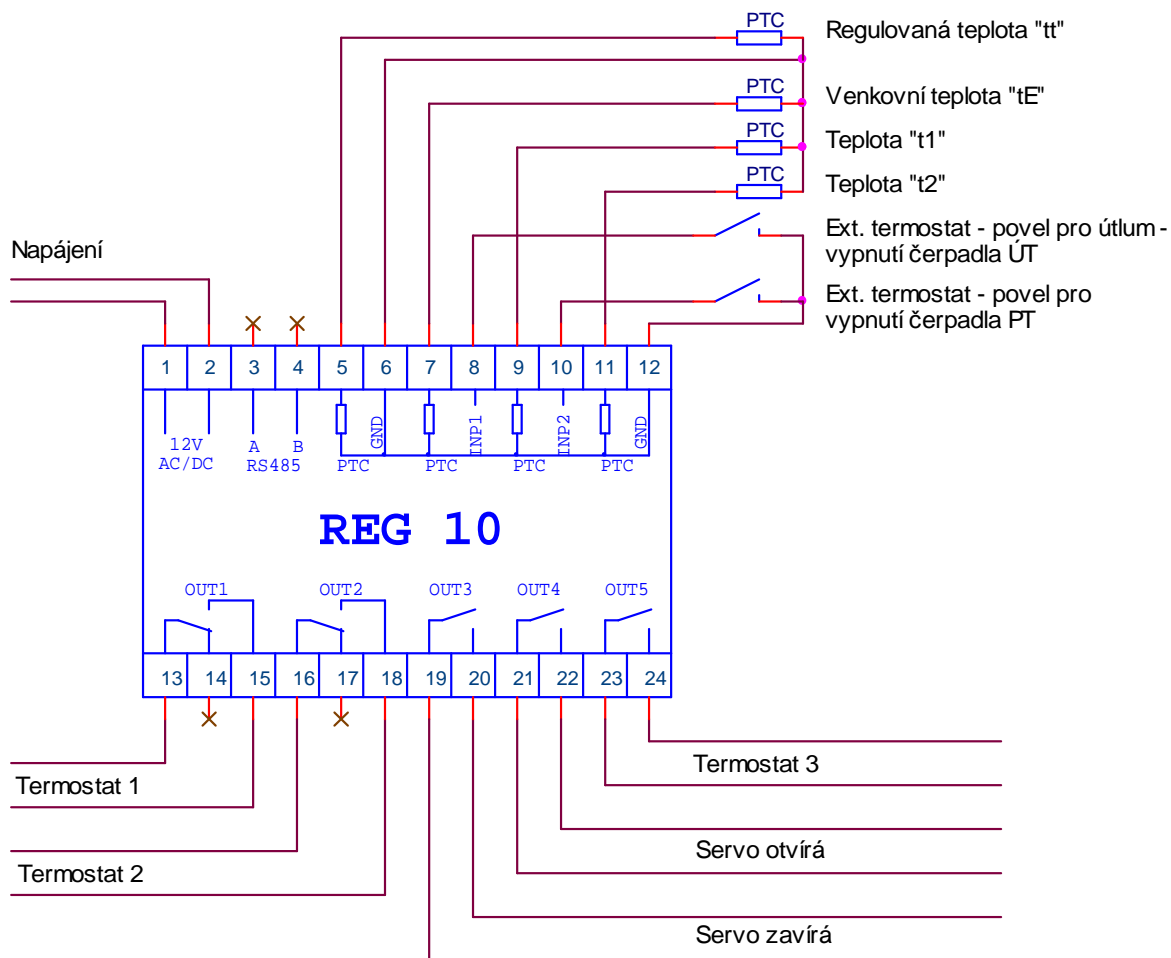 PTC
Regulovaná teplota "tt"
PTC
Venkovní teplota "tE"
PTC
Teplota "t1"
PTC
Teplota "t2"
Ext. termostat - povel pro útlum -
vypnutí čerpadla ÚT
Ext. termostat - povel pro
vypnutí čerpadla PT
Napájení
1 2 3 4 5 6 7 8 9 10 11 12
12V
AC/DC
A B
RS485
PTC
GND
PTC
INP1
PTC
INP2
PTC
GND
REG 10
OUT1 OUT2 OUT3 OUT4 OUT5
13 14 15 16 17 18 19 20 21 22 23 24
Termostat 1
Termostat 2
Termostat 3
Servo otvírá
Servo zavírá